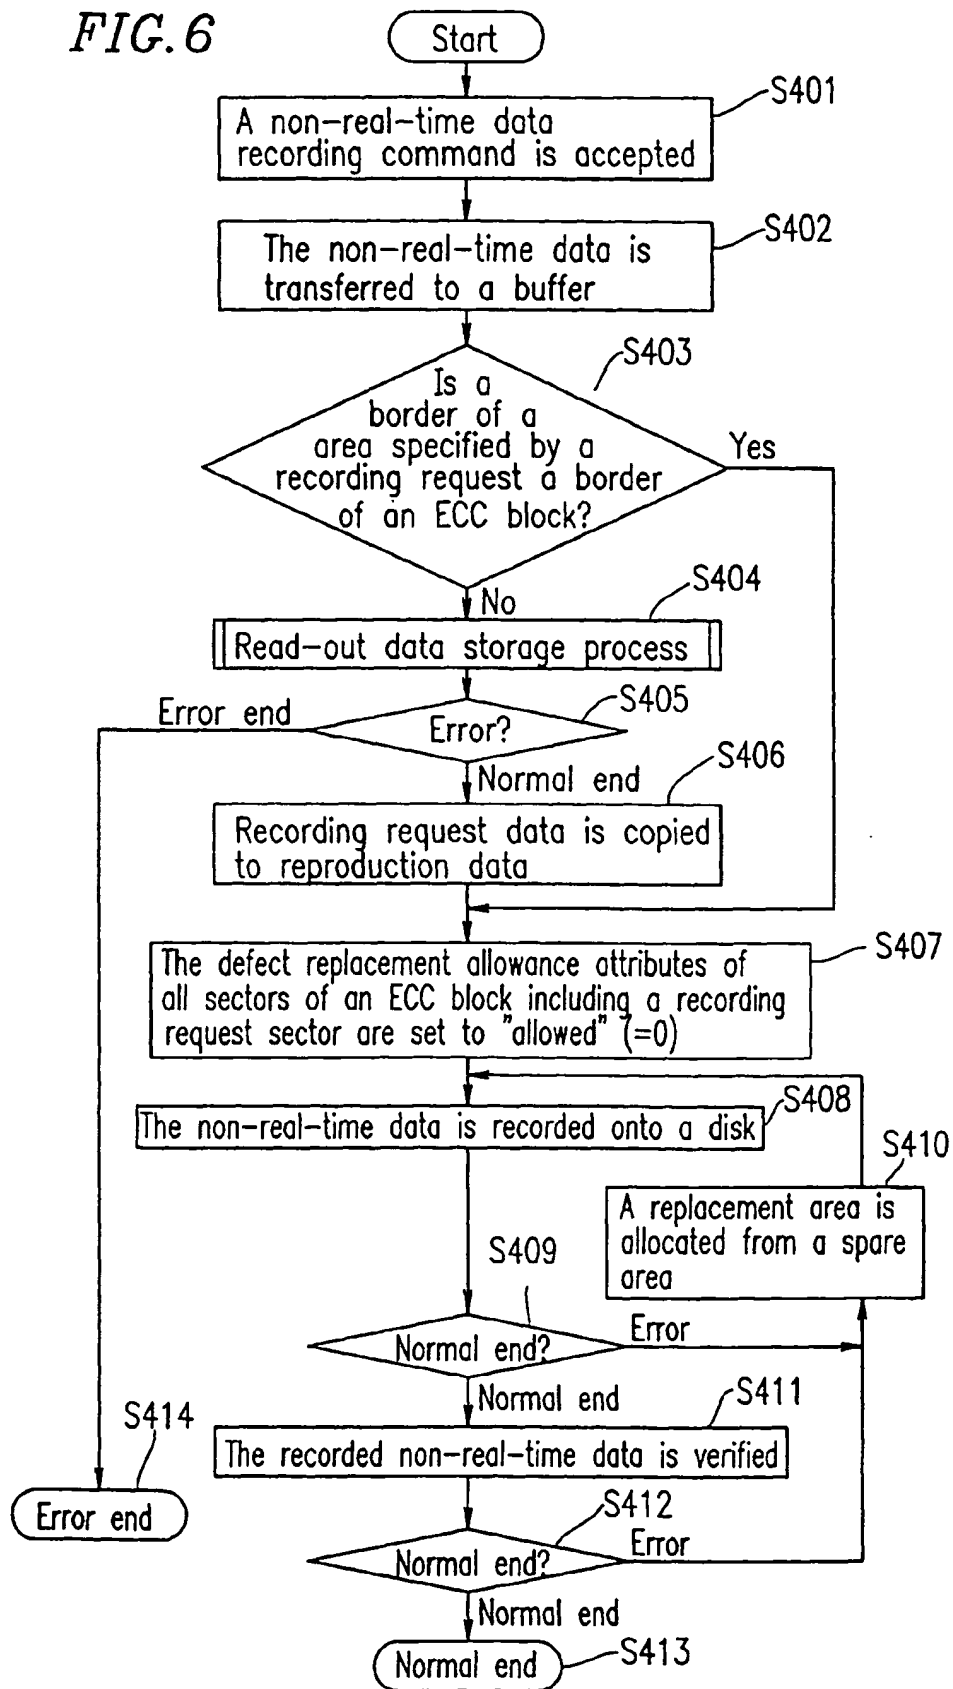 FIG.6
Start
S401
A non-real-time data
recording command is accepted
S402
The non-real-time data is
transferred to a buffer
S403
Is a
border of a
area specified by a
recording request a border
of an ECC block?
Yes
No
S404
Read-out data storage process
S405
Error end
Error?
Normal end
S406
Recording request data is copied
to reproduction data
S407
The defect replacement allowance attributes of
all sectors of an ECC block including a recording
request sector are set to "allowed" (=0)
S408
The non-real-time data is recorded onto a disk
S410
A replacement area is
allocated from a spare
area
S409
Normal end?
Error
Normal end
S411
The recorded non-real-time data is verified
S414
Error end
S412
Normal end?
Error
Normal end
S413
Normal end